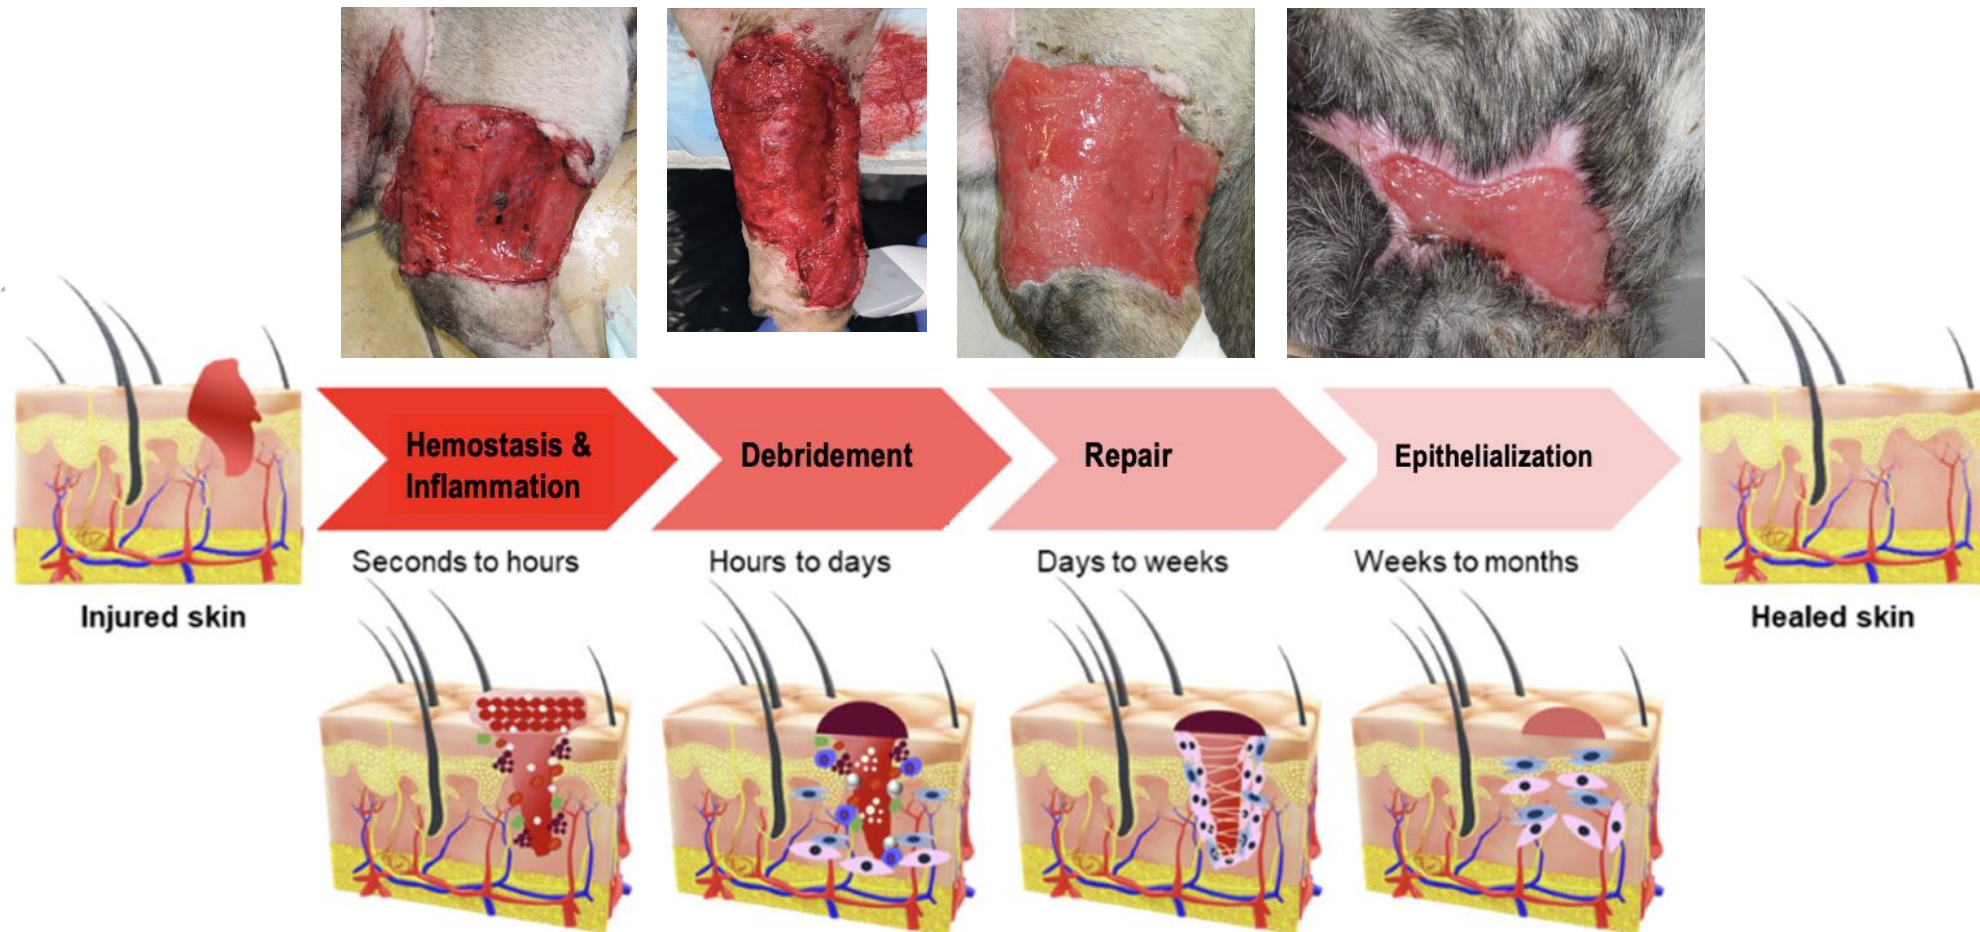 Hemostasis &
Inflammation
Debridement
Repair
Epithelialization
Seconds to hours
Hours to days
Days to weeks
Weeks to months
Injured skin
Healed skin